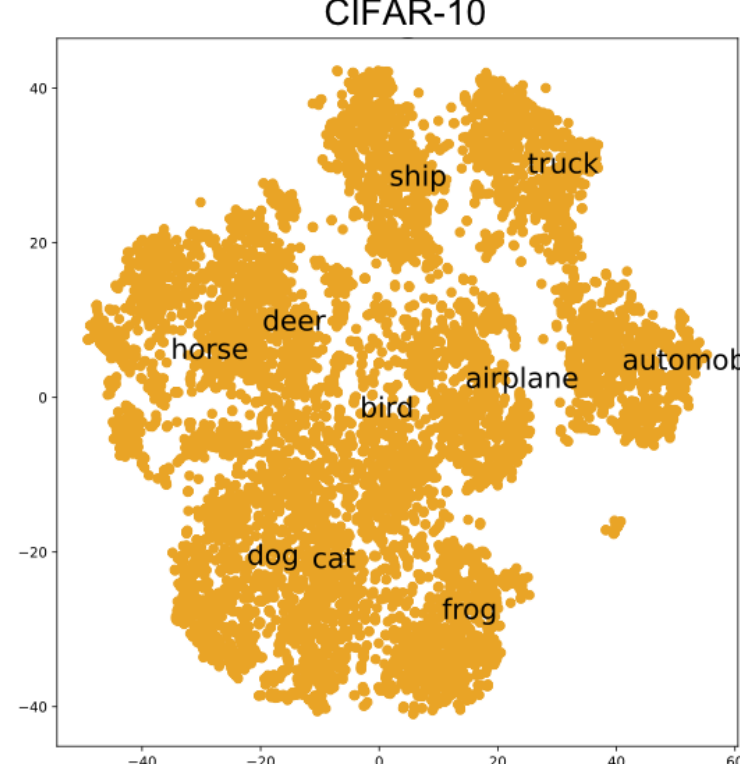 CIFAR-10
40
20
0
−20
−40
ship
truck
deer
horse
automob
airplane
bird
dog cat
frog
−40 −20 0 20 40 60